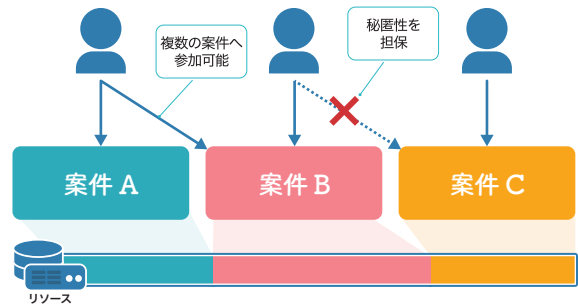 複数の案件へ
参加可能
秘匿性を
担保
案件 A
案件 B
案件 C
リソース